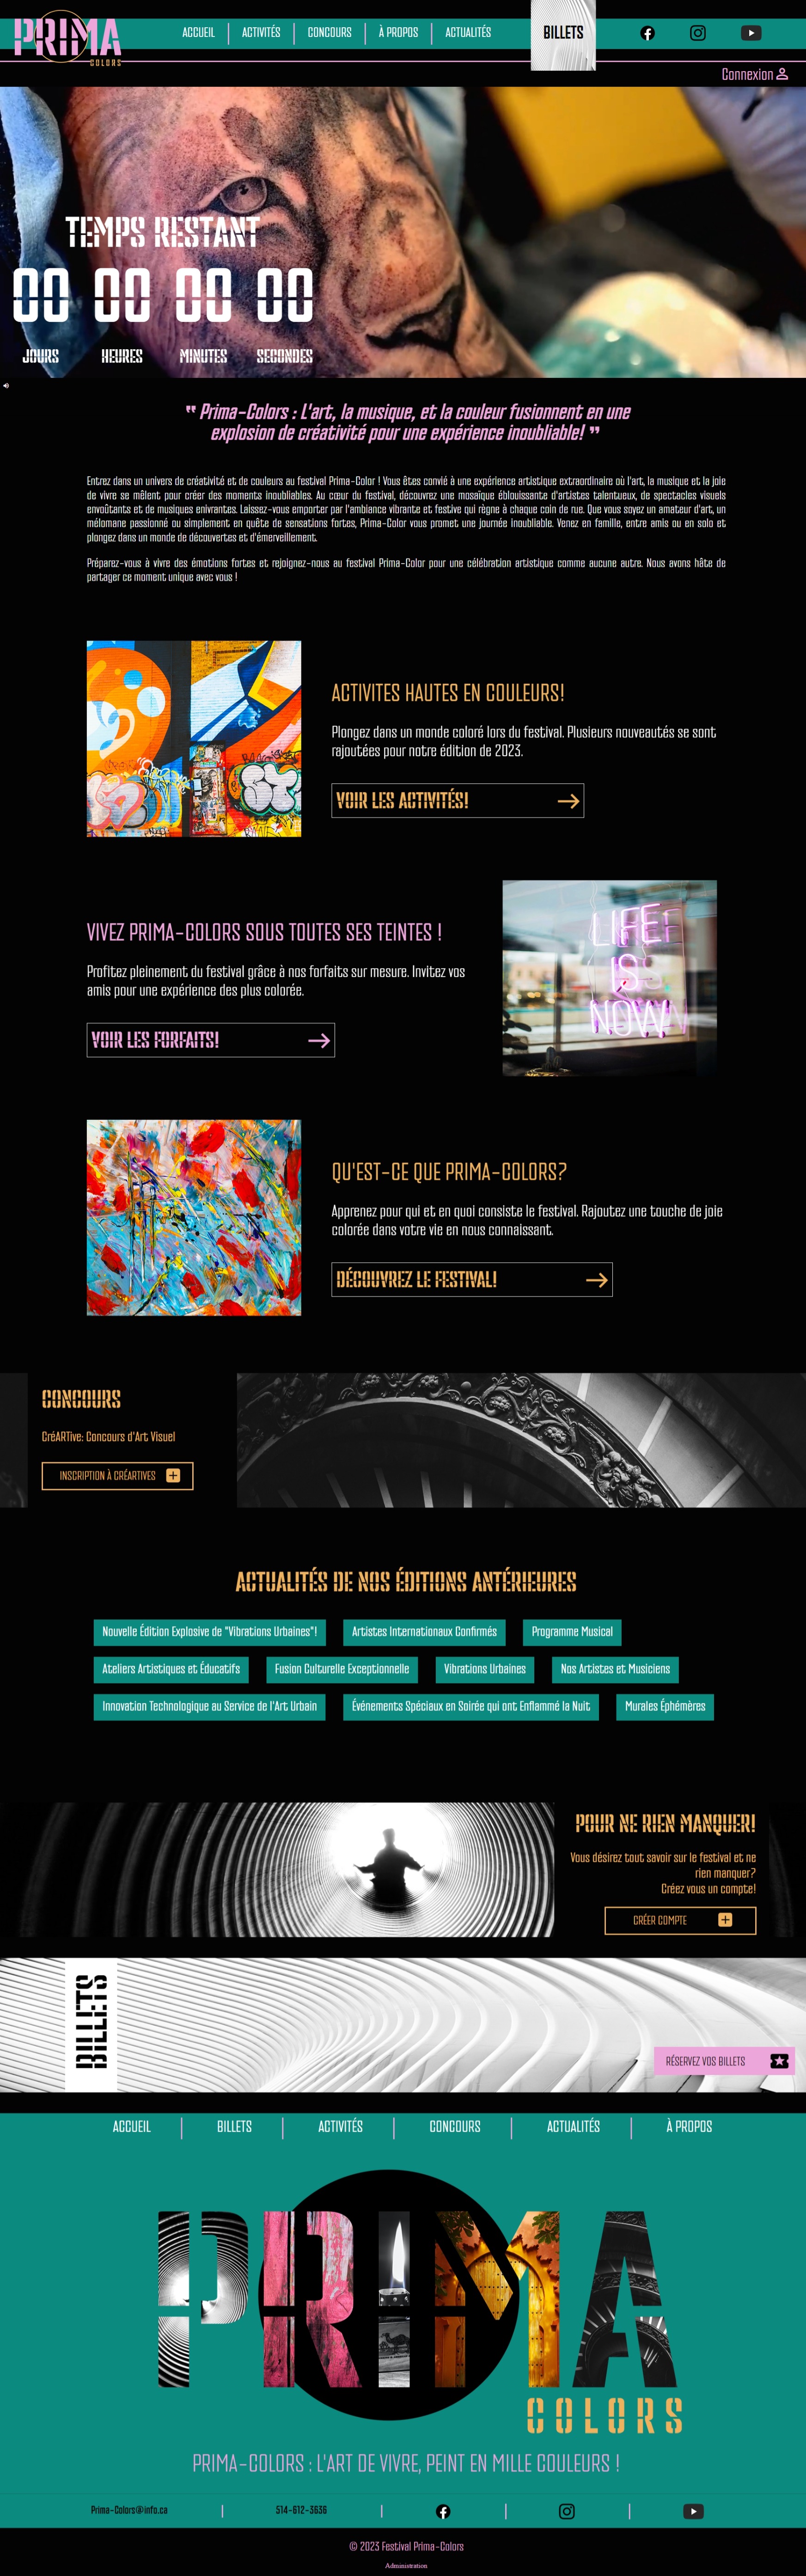 PRIMA
COLORS
ACCUEIL
ACTIVITÉS
CONCOURS
À PROPOS
ACTUALITÉS
BILLETS
Connexion
TEMPS RESTANT
00 00 00 00
JOURS HEURES MINUTES SECONDES
" Prima-Colors : L'art, la musique, et la couleur fusionnent en une
explosion de créativité pour une expérience inoubliable! "
Entrez dans un univers de créativité et de couleurs au festival Prima-Color ! Vous êtes convié à une expérience artistique extraordinaire où l'art, la musique et la joie
de vivre se mêlent pour créer des moments inoubliables. Au cœur du festival, découvrez une mosaïque éblouissante d'artistes talentueux, de spectacles visuels
envoûtants et de musiques enivrantes. Laissez-vous emporter par l'ambiance vibrante et festive qui règne à chaque coin de rue. Que vous soyez un amateur d'art, un
mélomane passionné ou simplement en quête de sensations fortes, Prima-Color vous promet une journée inoubliable. Venez en famille, entre amis ou en solo et
plongez dans un monde de découvertes et d'émerveillement.
Préparez-vous à vivre des émotions fortes et rejoignez-nous au festival Prima-Color pour une célébration artistique comme aucune autre. Nous avons hâte de
partager ce moment unique avec vous !
ACTIVITES HAUTES EN COULEURS!
Plongez dans un monde coloré lors du festival. Plusieurs nouveautés se sont
rajoutées pour notre édition de 2023.
VOIR LES ACTIVITÉS!
VIVEZ PRIMA-COLORS SOUS TOUTES SES TEINTES !
Profitez pleinement du festival grâce à nos forfaits sur mesure. Invitez vos
amis pour une expérience des plus colorée.
VOIR LES FORFAITS!
LIFE
IS
NOW
QU'EST-CE QUE PRIMA-COLORS?
Apprenez pour qui et en quoi consiste le festival. Rajoutez une touche de joie
colorée dans votre vie en nous connaissant.
DÉCOUVREZ LE FESTIVAL!
CONCOURS
CréARTive: Concours d'Art Visuel
INSCRIPTION À CRÉARTIVES
ACTUALITÉS DE NOS ÉDITIONS ANTÉRIEURES
Nouvelle Édition Explosive de "Vibrations Urbaines"!
Artistes Internationaux Confirmés
Programme Musical
Ateliers Artistiques et Éducatifs
Fusion Culturelle Exceptionnelle
Vibrations Urbaines
Nos Artistes et Musiciens
Innovation Technologique au Service de l'Art Urbain
Événements Spéciaux en Soirée qui ont Enflammé la Nuit
Murales Éphémères
POUR NE RIEN MANQUER!
Vous désirez tout savoir sur le festival et ne
rien manquer?
Créez vous un compte!
CRÉER COMPTE
BILLETS
RÉSERVEZ VOS BILLETS
ACCUEIL
BILLETS
ACTIVITÉS
CONCOURS
ACTUALITÉS
À PROPOS
PRIMA
COLORS
PRIMA-COLORS : L'ART DE VIVRE, PEINT EN MILLE COULEURS !
Prima-Colors@info.ca
514-612-3636
© 2023 Festival Prima-Colors
Administration